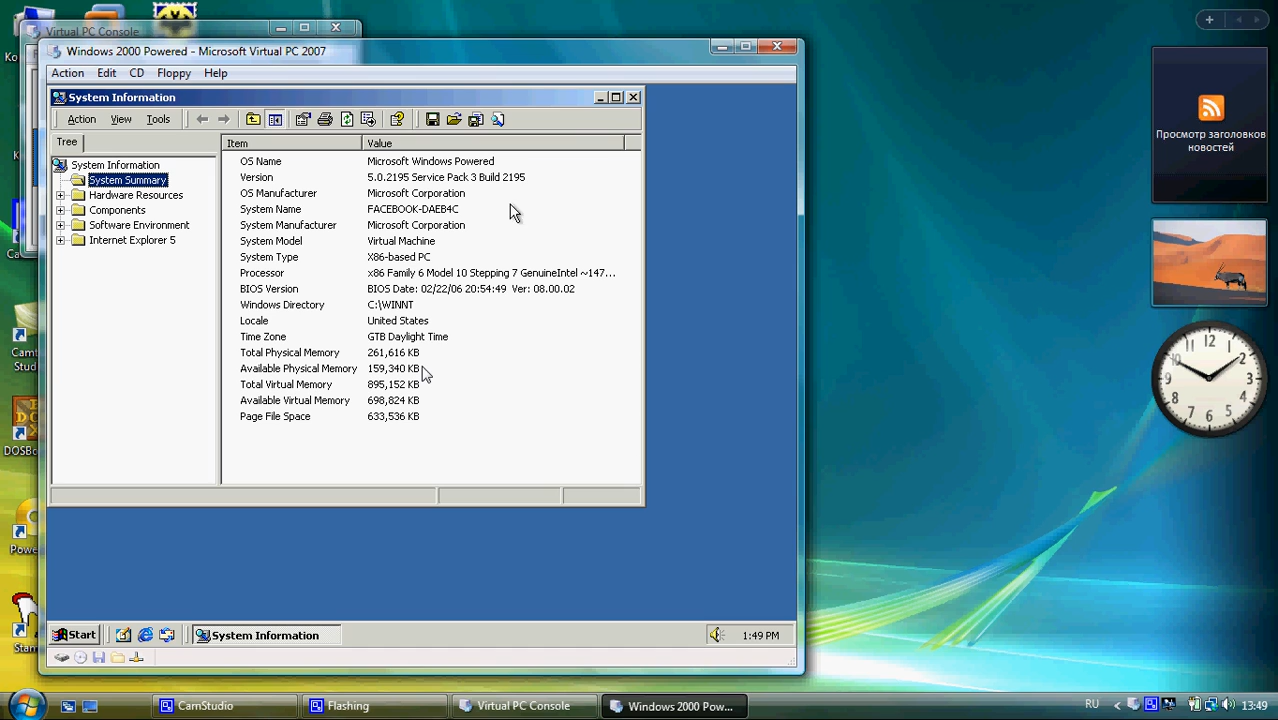 Virtual PC Console
Windows 2000 Powered - Microsoft Virtual PC 2007
Action Edit CD Floppy Help
System Information
Action View Tools
Tree
Item Value
System Information
System Summary
Hardware Resources
Components
Software Environment
Internet Explorer 5
OS Name Microsoft Windows Powered
Version 5.0.2195 Service Pack 3 Build 2195
OS Manufacturer Microsoft Corporation
System Name FACEBOOK-DAEB4C
System Manufacturer Microsoft Corporation
System Model Virtual Machine
System Type X86-based PC
Processor x86 Family 6 Model 10 Stepping 7 GenuineIntel ~147...
BIOS Version BIOS Date: 02/22/06 20:54:49 Ver: 08.00.02
Windows Directory C:\WINNT
Locale United States
Time Zone GTB Daylight Time
Total Physical Memory 261,616 KB
Available Physical Memory 159,340 KB
Total Virtual Memory 895,152 KB
Available Virtual Memory 698,824 KB
Page File Space 633,536 KB
Start System Information 1:49 PM
Просмотр заголовков
новостей
12
1
2
3
4
5
6
7
8
9
10
11
CamStudio Flashing Virtual PC Console Windows 2000 Pow... RU 13:49